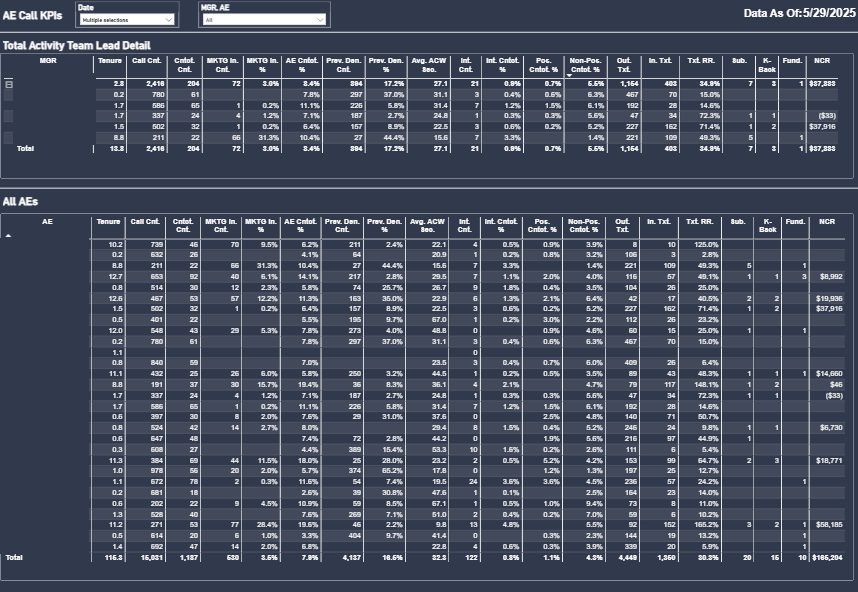 AE Call KPIs
Date
Multiple selections
MGR, AE
All
Data As Of:5/29/2025
Total Activity Team Lead Detail
MGR Tenure Call Cnt. Cntct. Cnt. MKTG In. Cnt. MKTG In. % AE Cntct. % Prev. Den. Cnt. Prev. Den. % Avg. ACW Sec. Int. Cnt. Int. Cntct. % Pos. Cntct. % Non-Pos. Cntct. % Out. Txt. In. Txt. Txt. RR. Sub. K-Back Fund. NCR
2.3 2,416 204 72 3.0% 8.4% 394 17.2% 27.1 21 0.9% 0.7% 5.5% 1,154 403 34.9% 7 3 1 $37,883
0.2 780 61 7.8% 297 37.0% 31.1 3 0.4% 0.6% 6.3% 467 70 15.0%
1.7 586 65 1 0.2% 11.1% 226 5.8% 31.4 7 1.2% 1.5% 6.1% 192 28 14.6%
1.7 337 24 4 1.2% 7.1% 187 2.7% 24.8 1 0.3% 0.3% 5.6% 47 34 72.3% 1 1 ($33)
1.5 502 32 1 0.2% 6.4% 157 8.9% 22.5 3 0.6% 0.2% 5.2% 227 162 71.4% 1 2 $37,916
8.8 211 22 66 31.3% 10.4% 27 44.4% 15.6 7 3.3% 1.4% 221 109 49.3% 5 1
Total 13.8 2,416 204 72 3.0% 8.4% 394 17.2% 27.1 21 0.9% 0.7% 5.5% 1,154 403 34.9% 7 3 1 $37,883
All AEs
AE Tenure Call Cnt. Cntct. Cnt. MKTG In. Cnt. MKTG In. % AE Cntct. % Prev. Den. Cnt. Prev. Den. % Avg. ACW Sec. Int. Cnt. Int. Cntct. % Pos. Cntct. % Non-Pos. Cntct. % Out. Txt. In. Txt. Txt. RR. Sub. K-Back Fund. NCR
10.2 739 46 70 9.5% 6.2% 211 2.4% 22.1 4 0.5% 0.9% 3.9% 8 10 125.0%
0.2 632 26 4.1% 64 20.9 1 0.2% 0.8% 3.2% 106 3 2.8%
8.8 211 22 66 31.3% 10.4% 27 44.4% 15.6 7 3.3% 1.4% 221 109 49.3% 5 1
12.7 653 92 40 6.1% 14.1% 217 2.8% 29.5 7 1.1% 2.0% 4.0% 116 57 49.1% 1 1 3 $8,992
0.8 514 30 12 2.3% 5.8% 74 25.7% 26.7 9 1.8% 0.4% 3.5% 104 26 25.0%
12.6 467 53 57 12.2% 11.3% 163 35.0% 22.9 6 1.3% 2.1% 6.4% 42 17 40.5% 2 2 $19,936
1.5 502 32 1 0.2% 6.4% 157 8.9% 22.5 3 0.6% 0.2% 5.2% 227 162 71.4% 1 2 $37,916
0.5 401 22 5.5% 195 9.7% 67.0 1 0.2% 3.0% 2.2% 112 26 23.2%
12.0 548 43 29 5.3% 7.8% 273 4.0% 48.8 0 0.9% 4.6% 60 15 25.0% 1 1
0.2 780 61 7.8% 297 37.0% 31.1 3 0.4% 0.6% 6.3% 467 70 15.0%
1.1 0
0.8 840 59 7.0% 23.5 3 0.4% 0.7% 6.0% 409 26 6.4%
11.1 432 25 26 6.0% 5.8% 250 3.2% 44.5 1 0.2% 0.5% 3.5% 89 43 48.3% 1 1 1 $14,660
8.8 191 37 30 15.7% 19.4% 36 8.3% 36.1 4 2.1% 4.7% 79 117 148.1% 1 2 $46
1.7 337 24 4 1.2% 7.1% 187 2.7% 24.8 1 0.3% 0.3% 5.6% 47 34 72.3% 1 1 ($33)
1.7 586 65 1 0.2% 11.1% 226 5.8% 31.4 7 1.2% 1.5% 6.1% 192 28 14.6%
0.6 397 30 8 2.0% 7.6% 29 31.0% 37.6 0 2.5% 4.8% 140 71 50.7%
0.8 524 42 14 2.7% 8.0% 29.4 8 1.5% 0.4% 5.2% 246 24 9.8% 1 1 $6,730
0.6 647 48 7.4% 72 2.8% 44.2 0 1.9% 5.6% 216 97 44.9% 1
0.3 608 27 4.4% 389 15.4% 53.3 10 1.6% 0.2% 2.6% 111 6 5.4%
11.3 384 69 44 11.5% 18.0% 25 28.0% 23.2 2 0.5% 5.2% 4.2% 153 99 64.7% 2 3 $18,771
1.0 978 56 20 2.0% 5.7% 374 65.2% 17.8 0 1.2% 1.3% 197 25 12.7%
1.1 672 78 2 0.3% 11.6% 54 7.4% 19.5 24 3.6% 3.6% 4.5% 236 57 24.2% 1
0.2 681 18 2.6% 39 30.8% 47.6 1 0.1% 2.5% 164 23 14.0%
0.6 202 22 9 4.5% 10.9% 59 8.5% 67.1 1 0.5% 1.0% 9.4% 73 8 11.0%
1.3 528 40 7.6% 269 7.1% 51.0 2 0.4% 0.2% 7.0% 59 6 10.2%
11.2 271 53 77 28.4% 19.6% 46 2.2% 9.8 13 4.8% 5.5% 92 152 165.2% 3 2 1 $58,185
0.5 614 20 6 1.0% 3.3% 404 9.7% 41.4 0 0.3% 2.3% 144 19 13.2% 1
1.4 692 47 14 2.0% 6.8% 22.8 4 0.6% 0.3% 3.9% 339 20 5.9% 1
Total 115.3 15,031 1,187 530 3.5% 7.9% 4,137 16.6% 32.3 122 0.8% 1.1% 4.3% 4,449 1,350 30.3% 20 15 10 $165,204